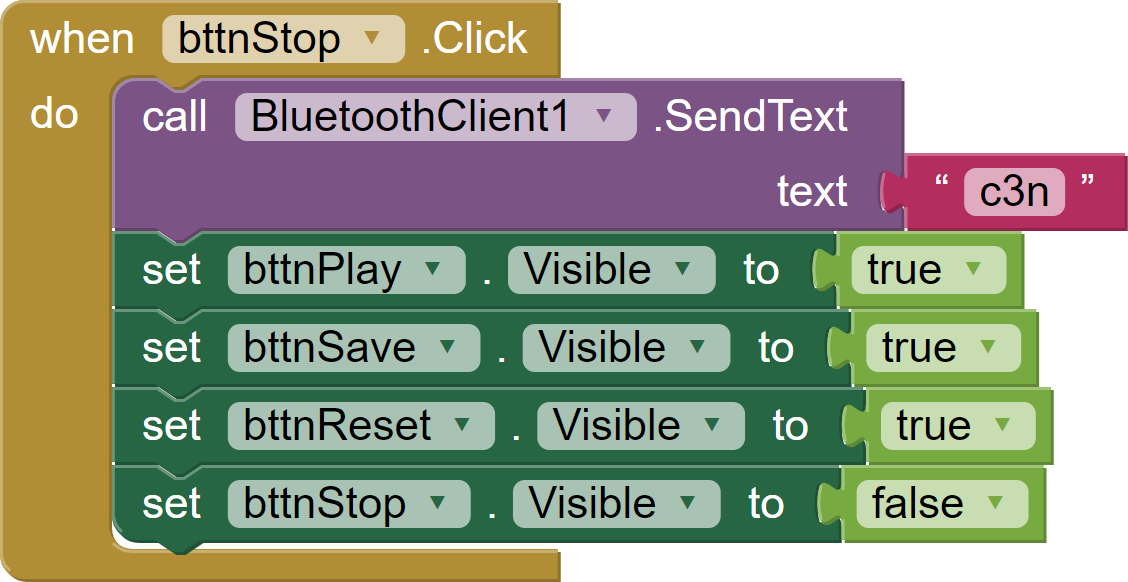 when bttnStop .Click
do call BluetoothClient1 .SendText
text “ c3n ”
set bttnPlay . Visible to true
set bttnSave . Visible to true
set bttnReset . Visible to true
set bttnStop . Visible to false